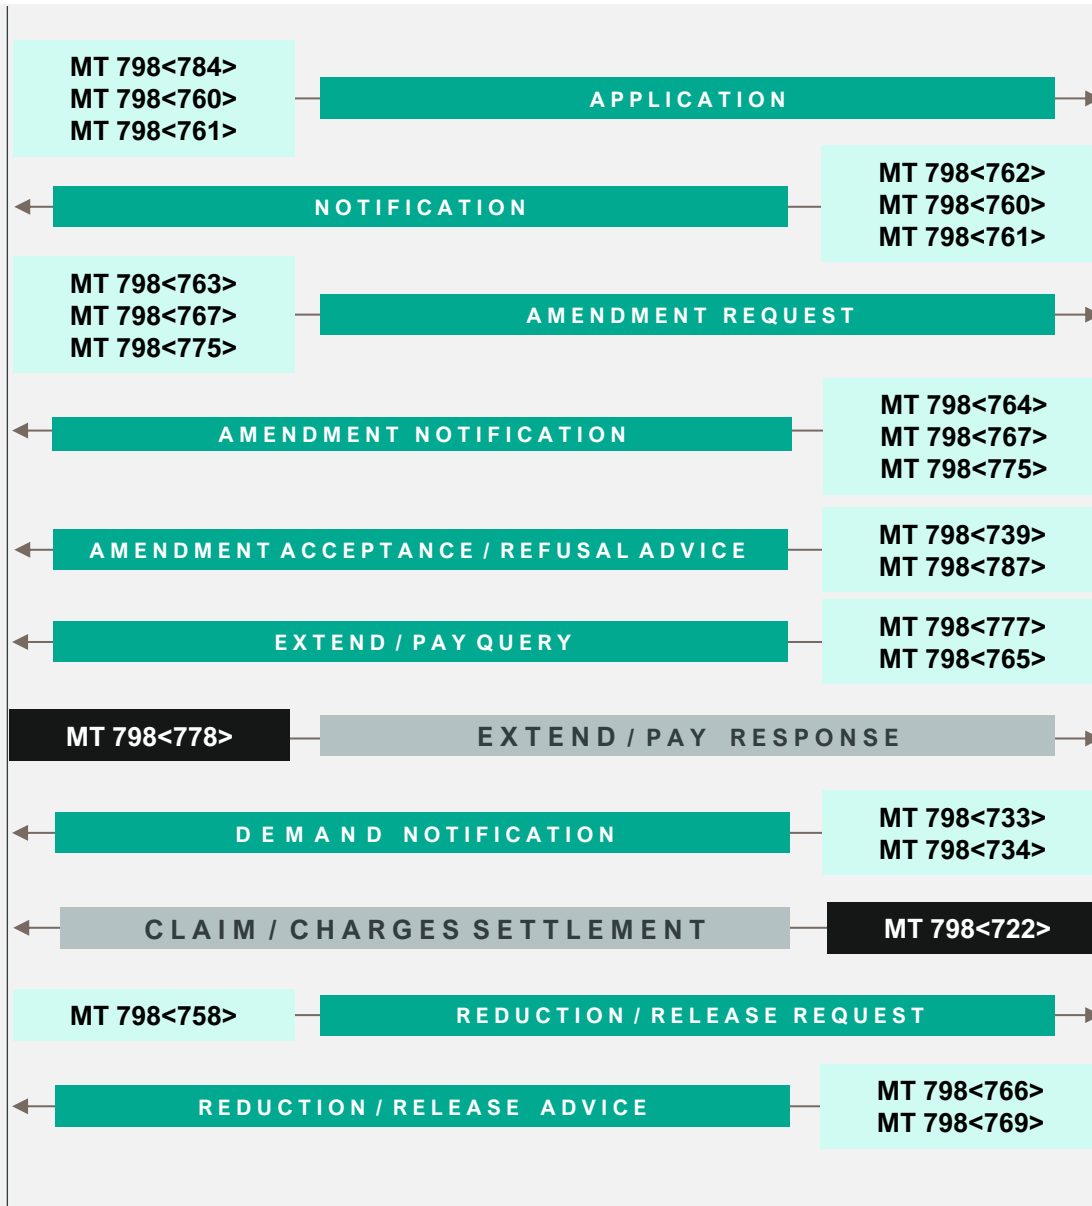 MT 798<784>
MT 798<760>
MT 798<761>
APPLICATION
NOTIFICATION
MT 798<762>
MT 798<760>
MT 798<761>
MT 798<763>
MT 798<767>
MT 798<775>
AMENDMENT REQUEST
AMENDMENT NOTIFICATION
MT 798<764>
MT 798<767>
MT 798<775>
AMENDMENT ACCEPTANCE / REFUSAL ADVICE
MT 798<739>
MT 798<787>
EXTEND / PAY QUERY
MT 798<777>
MT 798<765>
MT 798<778>
EXTEND / PAY RESPONSE
DEMAND NOTIFICATION
MT 798<733>
MT 798<734>
CLAIM / CHARGES SETTLEMENT
MT 798<722>
MT 798<758>
REDUCTION / RELEASE REQUEST
REDUCTION / RELEASE ADVICE
MT 798<766>
MT 798<769>